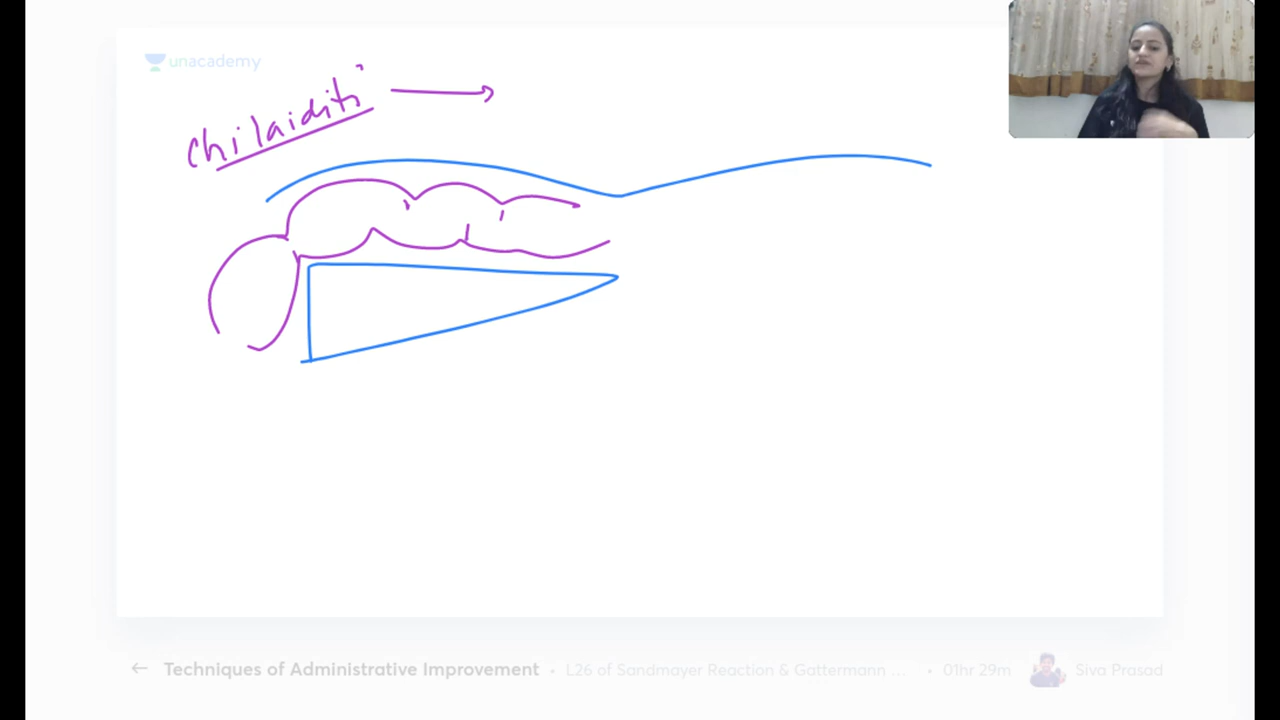 unacademy
Chilaiditi
Techniques of Administrative Improvement • L26 of Sandmayer Reaction & Gattermann ... • 01hr 29m Siva Prasad